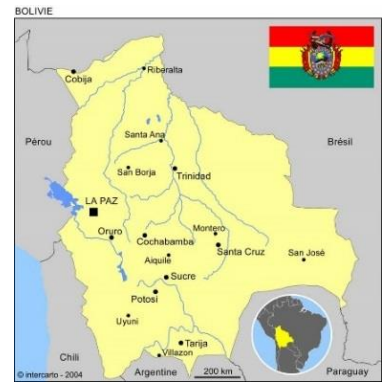 BOLIVIE
Cobija
Riberalta
Pérou
Santa Ana
Brésil
San Borja
Trinidad
LA PAZ
Oruro
Cochabamba
Montero
Santa Cruz
San José
Aiquile
Sucre
Potosi
Uyuni
Tarija
Villazon
Chili
Argentine
200 km
Paraguay
© intercarto - 2004